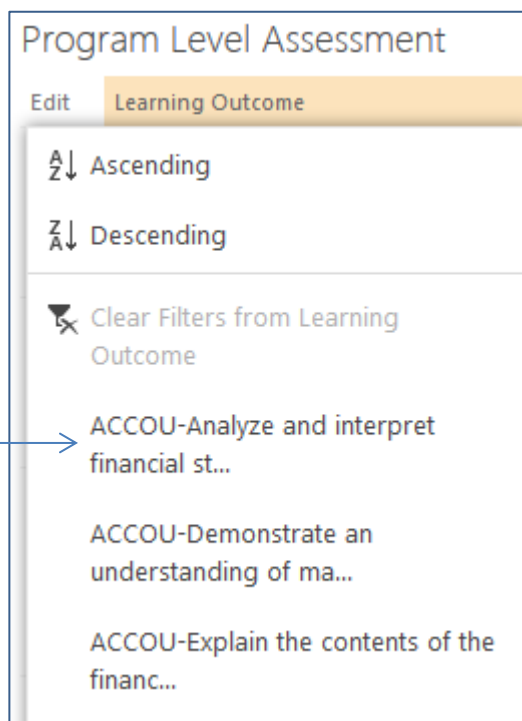 Program Level Assessment
Edit Learning Outcome
A
Z Ascending
Z
A Descending
Clear Filters from Learning
Outcome
ACCOU-Analyze and interpret
financial st...
ACCOU-Demonstrate an
understanding of ma...
ACCOU-Explain the contents of the
financ...